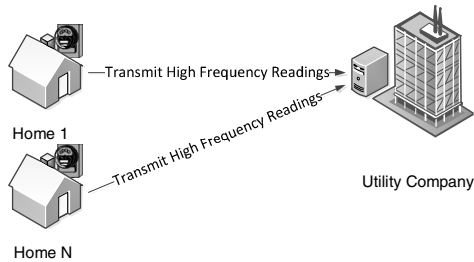 Transmit High Frequency Readings
Home 1
Transmit High Frequency Readings
Utility Company
Home N